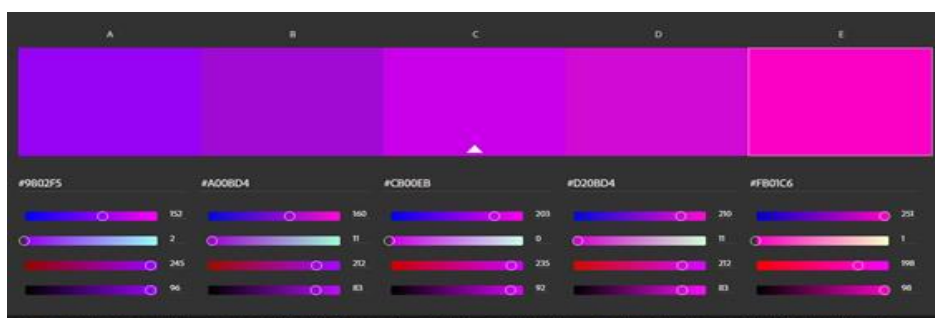 A B C D E
#9802F5 #A00BD4 #CB00EB #D20BD4 #FB01C6
152 160 203 210 251
2 11 0 11 1
245 212 235 212 198
96 83 92 83 98